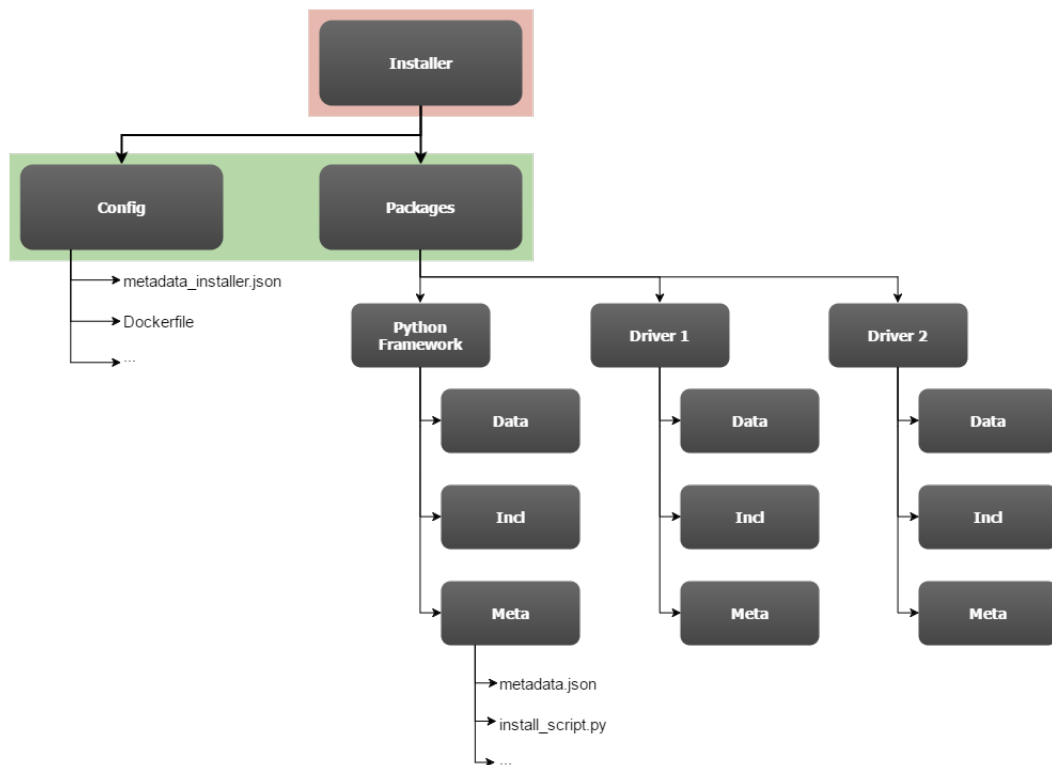 Installer
Config
Packages
metadata_installer.json
Dockerfile
...
Python
Framework
Driver 1
Driver 2
Data
Data
Data
Incl
Incl
Incl
Meta
Meta
Meta
metadata.json
install_script.py
...